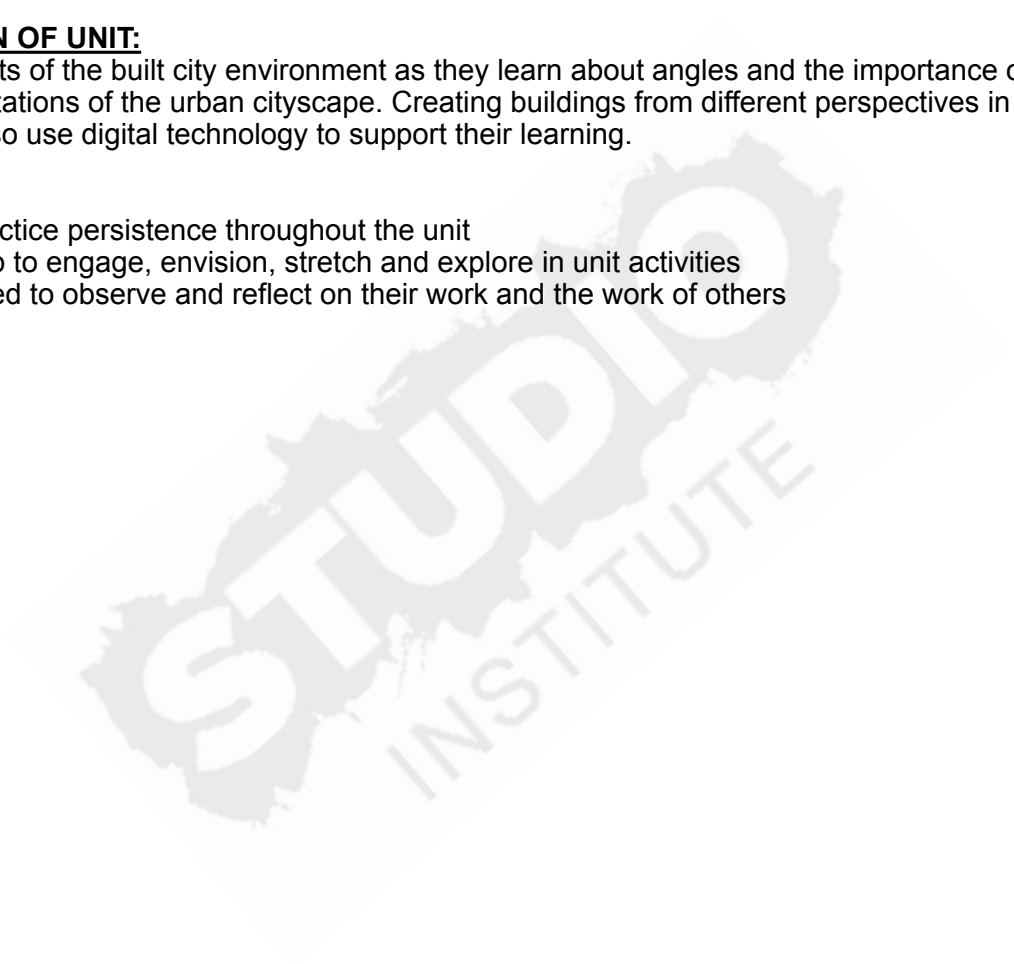 N OF UNIT:
ts of the built city environment as they learn about angles and the importance o
tations of the urban cityscape. Creating buildings from different perspectives in
so use digital technology to support their learning.
ctice persistence throughout the unit
o to engage, envision, stretch and explore in unit activities
ed to observe and reflect on their work and the work of others
STUDIO
INSTITUTE